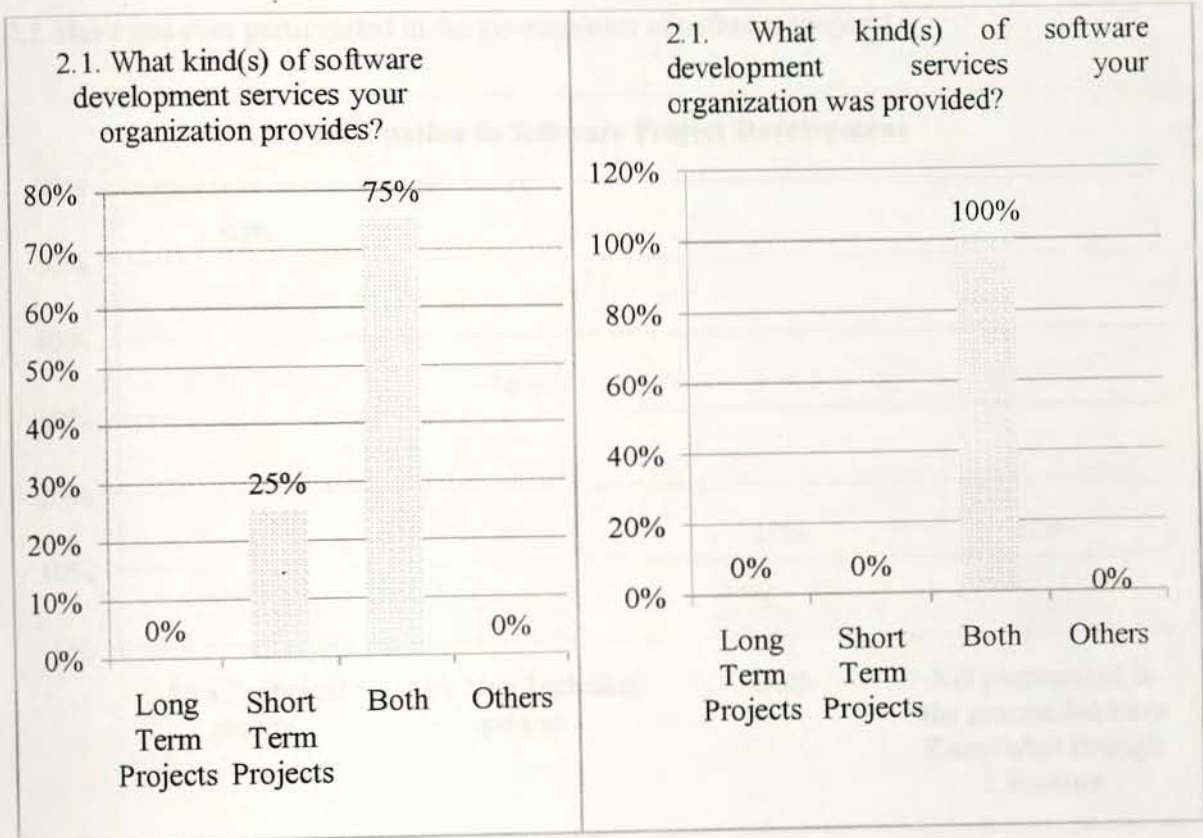 2.1. What kind(s) of software
development services your
organization provides?
80%
70%
60%
50%
40%
30%
20%
10%
0%
0%
25%
75%
0%
Long
Term
Projects
Short
Term
Projects
Both
Others
2.1. What kind(s) of software
development services your
organization was provided?
120%
100%
80%
60%
40%
20%
0%
0%
0%
100%
0%
Long
Term
Projects
Short
Term
Projects
Both
Others